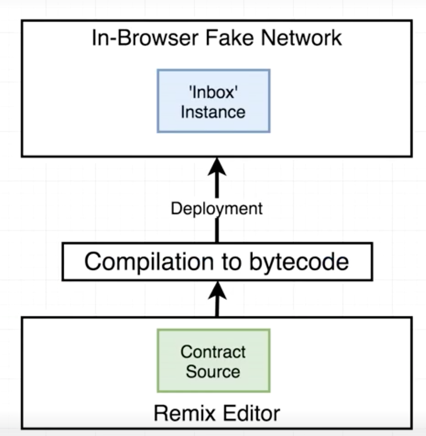 In-Browser Fake Network
'Inbox'
Instance
Deployment
Compilation to bytecode
Contract
Source
Remix Editor